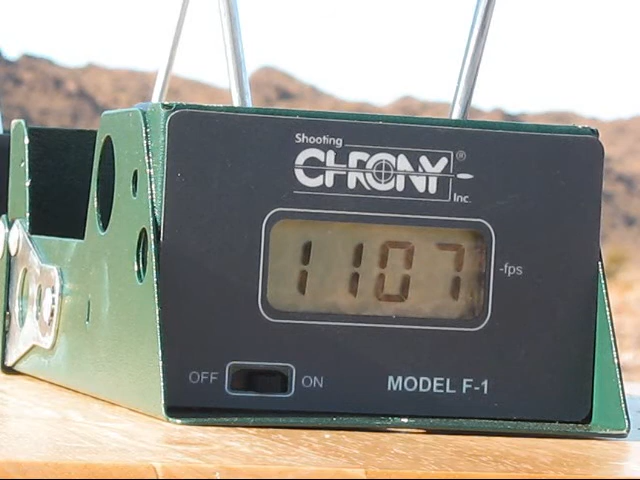 Shooting
CHRONY®
Inc.
1107 -fps
OFF ON
MODEL F-1